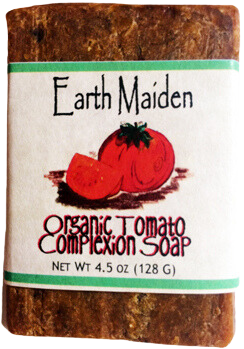 Earth Maiden
Organic Tomato
Complexion Soap
Net Wt 4.5 oz (128 g)